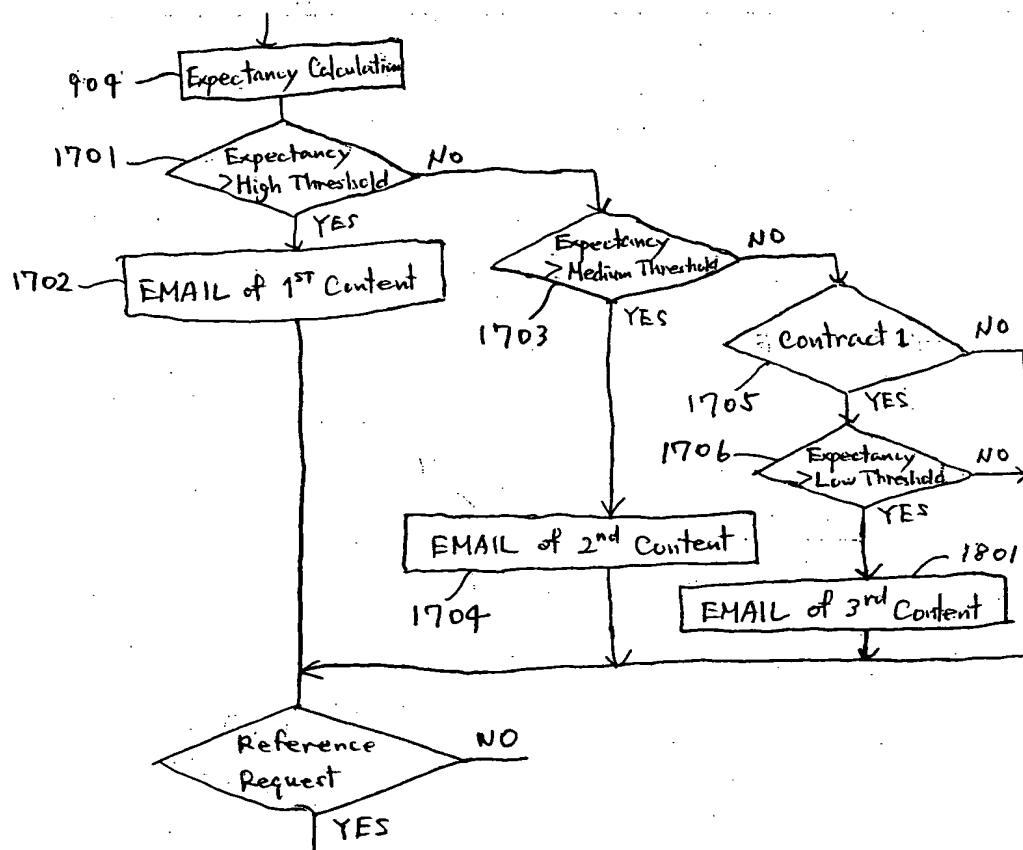 904
Expectancy Calculation
1701
Expectancy
>High Threshold
NO
YES
1702
EMAIL of 1ST Content
Expectancy
> Medium Threshold
NO
1703
YES
Contract 1
NO
1705
YES
1706
Expectancy
>Low Threshold
NO
YES
EMAIL of 2nd Content
1704
1801
EMAIL of 3rd Content
Reference
Request
NO
YES